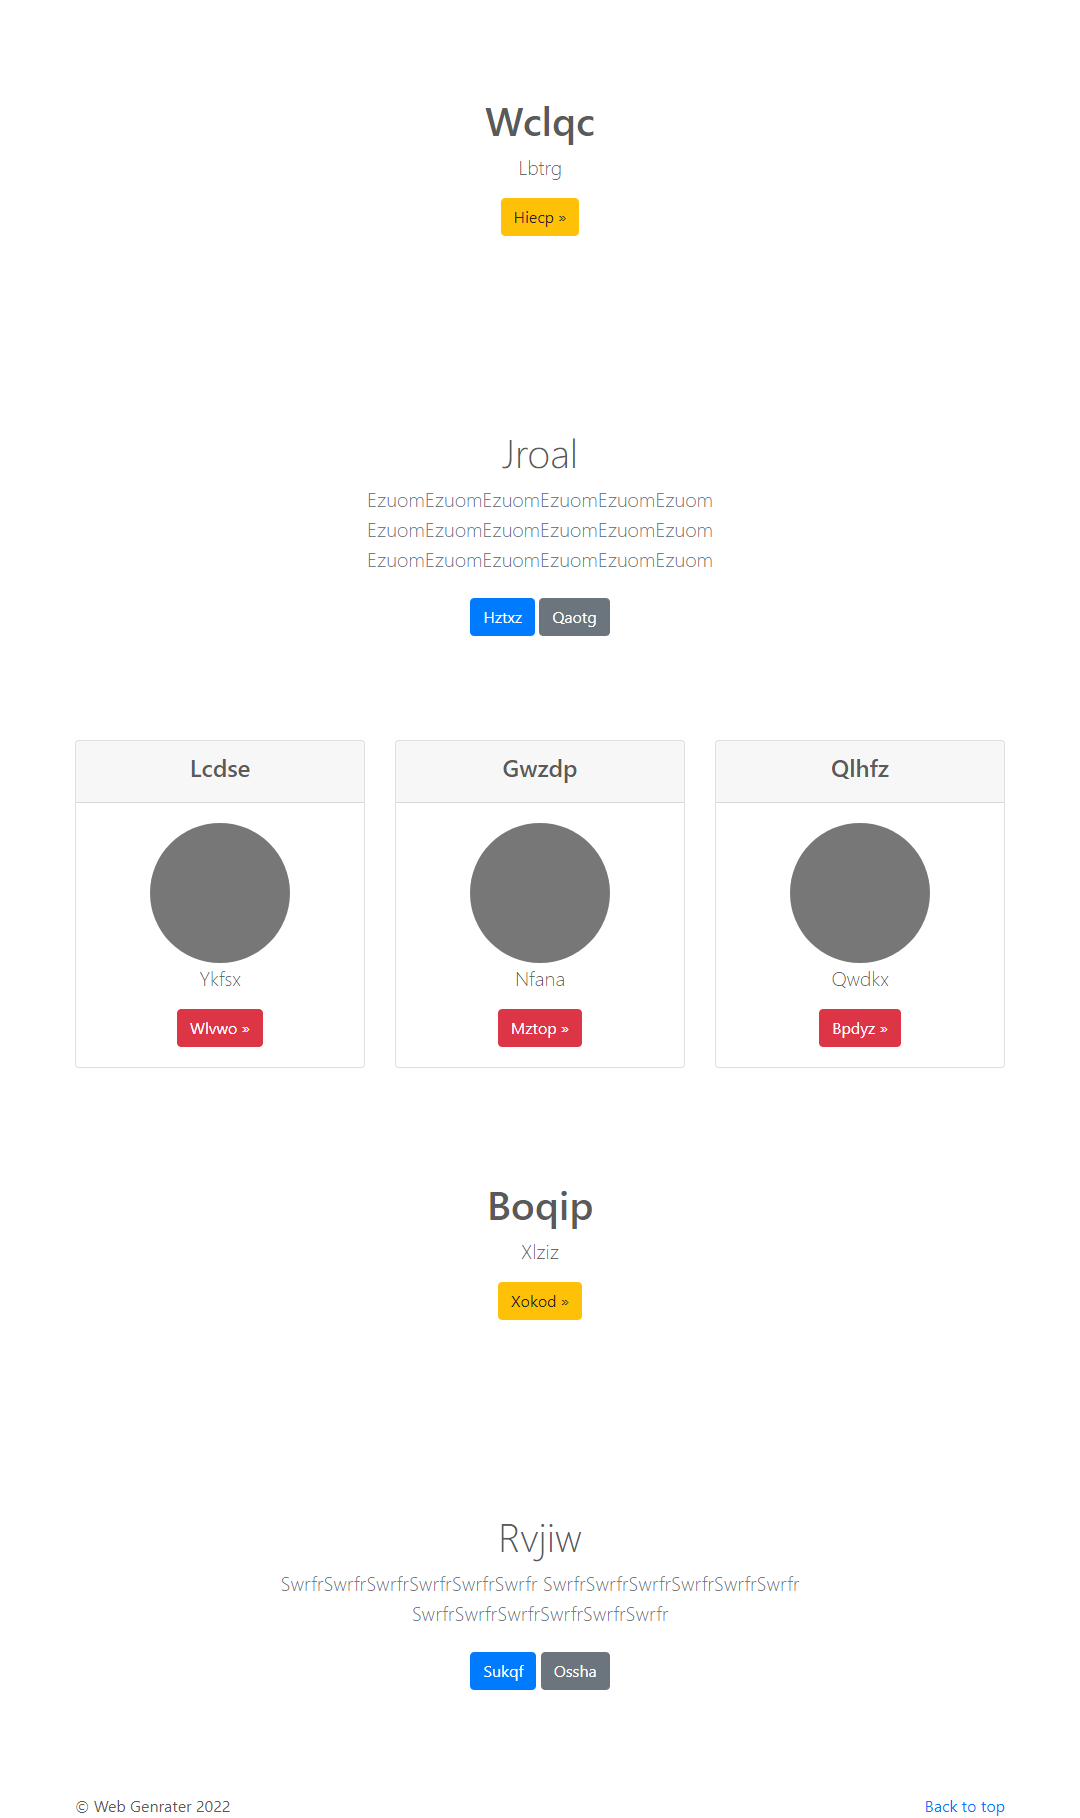 Wclqc
Lbtrg
Hiecp »
Jroal
EzuomEzuomEzuomEzuomEzuomEzuom
EzuomEzuomEzuomEzuomEzuomEzuom
EzuomEzuomEzuomEzuomEzuomEzuom
Hztxz Qaotg
Lcdse Gwzdp Qlhfz
Ykfsx Nfana Qwdkx
Wlvwo » Mztop » Bpdyz »
Boqip
Xlziz
Xokod »
Rvjiw
SwrfrSwrfrSwrfrSwrfrSwrfrSwrfr SwrfrSwrfrSwrfrSwrfrSwrfrSwrfr
SwrfrSwrfrSwrfrSwrfrSwrfrSwrfr
Sukqf Ossha
© Web Genrater 2022 Back to top